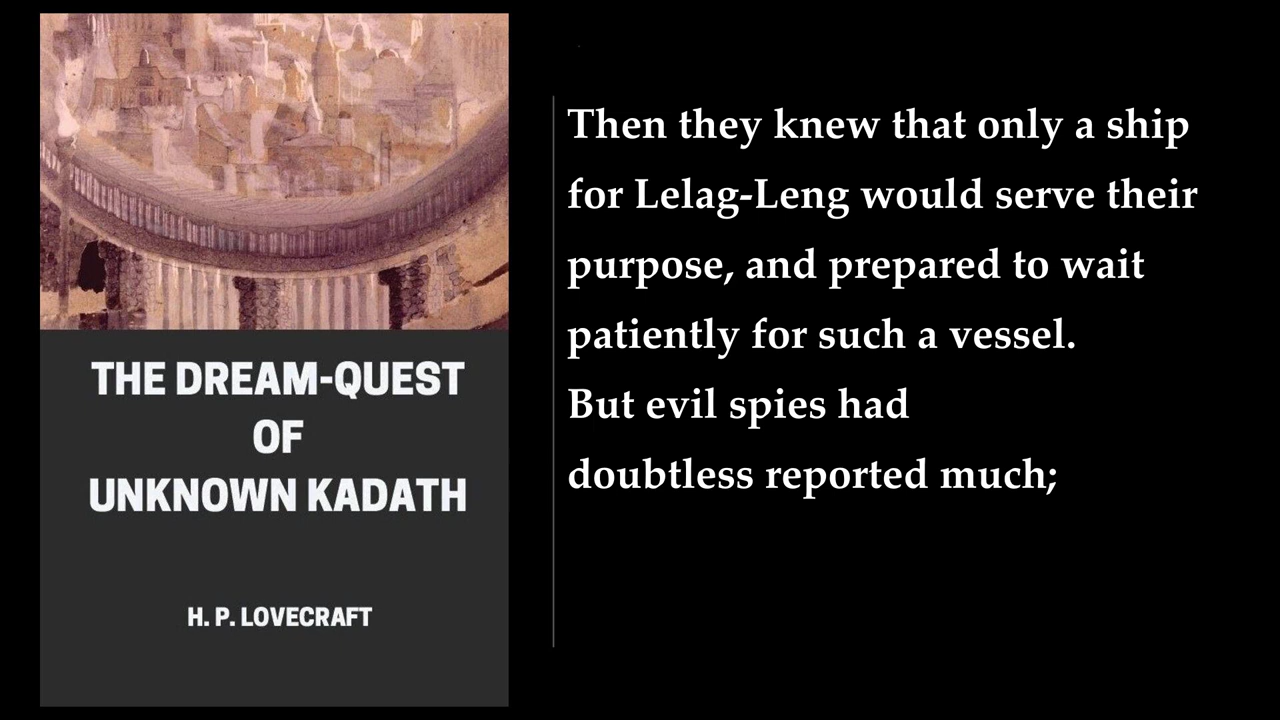 THE DREAM-QUEST
OF
UNKNOWN KADATH
H. P. LOVECRAFT
Then they knew that only a ship
for Lelag-Leng would serve their
purpose, and prepared to wait
patiently for such a vessel.
But evil spies had
doubtless reported much;